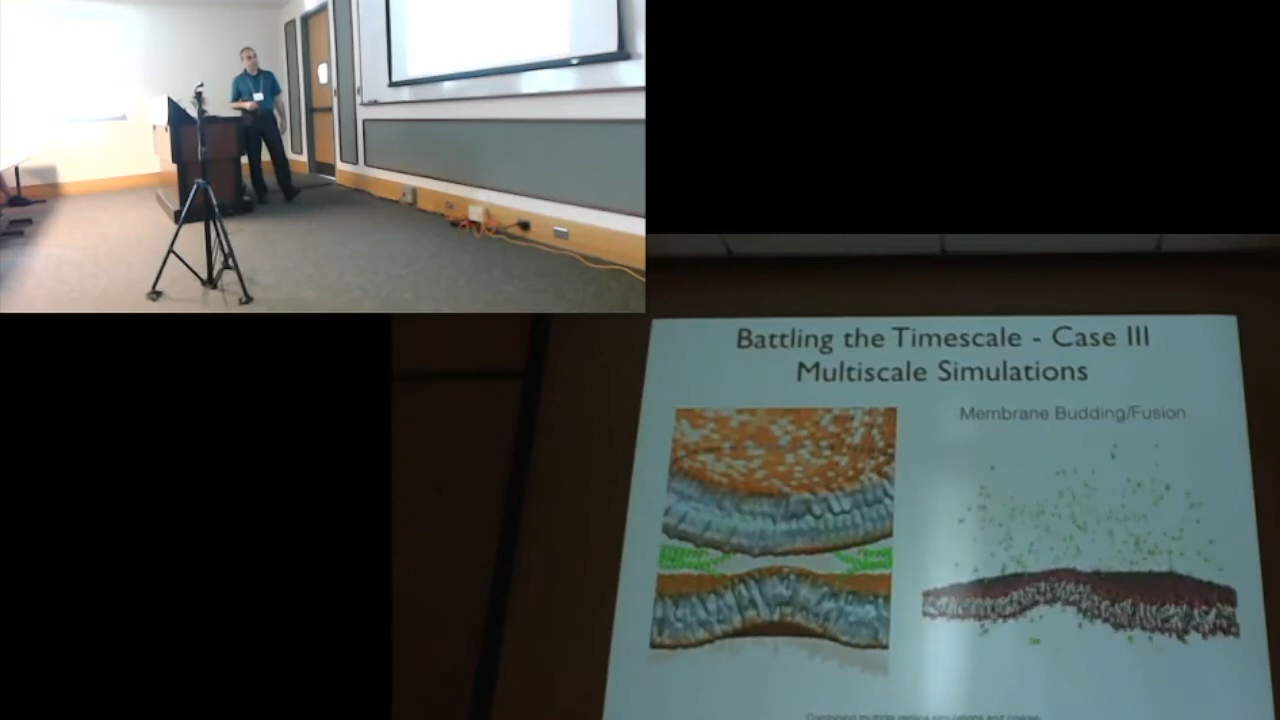 Battling the Timescale - Case III
Multiscale Simulations
Membrane Budding/Fusion